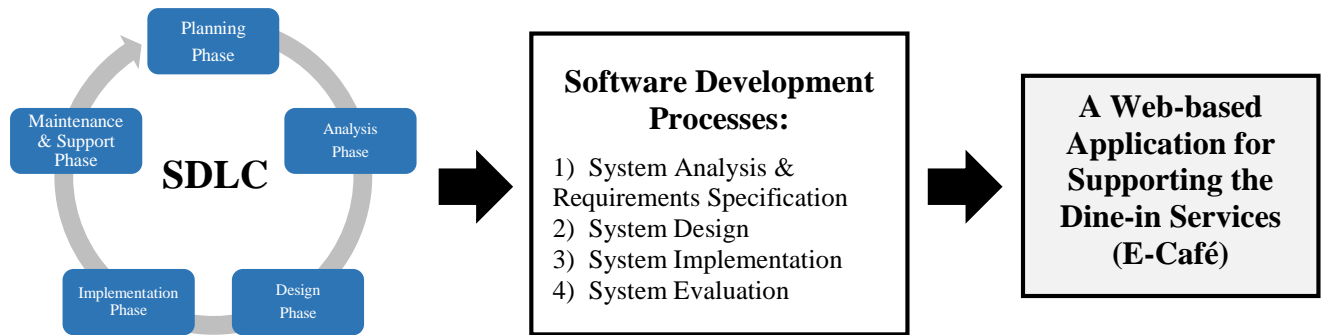 Planning
Phase
Analysis
Phase
Design
Phase
Implementation
Phase
Maintenance
& Support
Phase
SDLC
Software Development
Processes:
1) System Analysis &
Requirements Specification
2) System Design
3) System Implementation
4) System Evaluation
A Web-based
Application for
Supporting the
Dine-in Services
(E-Café)